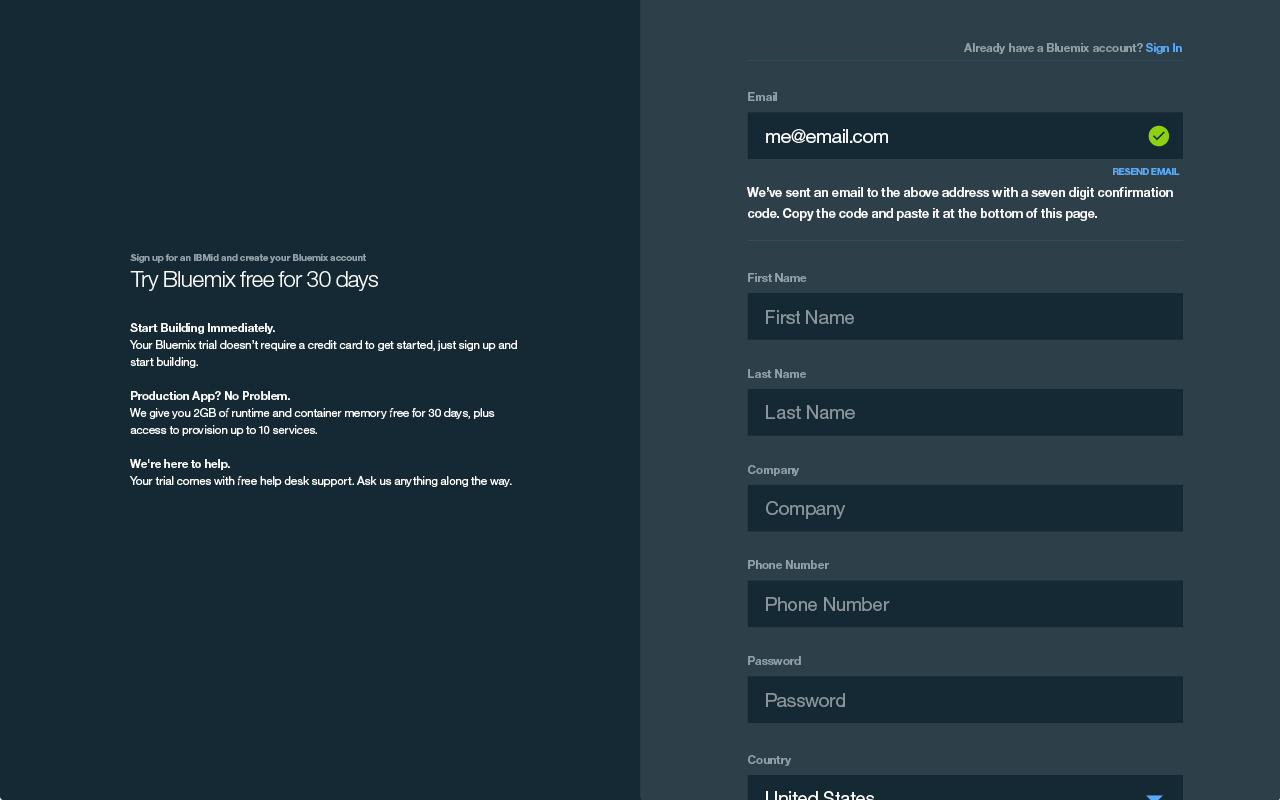 Sign up for an IBMid and create your Bluemix account
Try Bluemix free for 30 days
Start Building Immediately.
Your Bluemix trial doesn't require a credit card to get started, just sign up and
start building.
Production App? No Problem.
We give you 2GB of runtime and container memory free for 30 days, plus
access to provision up to 10 services.
We're here to help.
Your trial comes with free help desk support. Ask us anything along the way.
Already have a Bluemix account? Sign In
Email
me@email.com
RESEND EMAIL
We've sent an email to the above address with a seven digit confirmation
code. Copy the code and paste it at the bottom of this page.
First Name
First Name
Last Name
Last Name
Company
Company
Phone Number
Phone Number
Password
Password
Country
United States